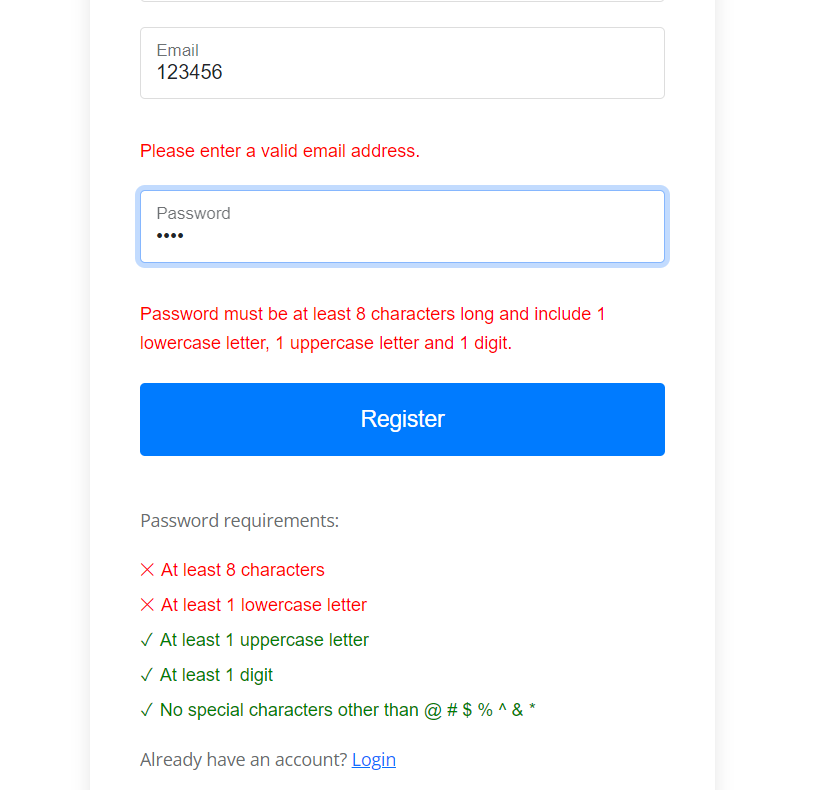 Email
123456
Please enter a valid email address.
Password
••••
Password must be at least 8 characters long and include 1
lowercase letter, 1 uppercase letter and 1 digit.
Register
Password requirements:
✕ At least 8 characters
✕ At least 1 lowercase letter
✓ At least 1 uppercase letter
✓ At least 1 digit
✓ No special characters other than @ # $ % ^ & *
Already have an account? Login